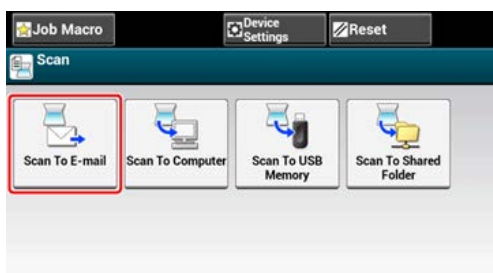 Job Macro
Device
Settings
Reset
Scan
Scan To E-mail
Scan To Computer
Scan To USB
Memory
Scan To Shared
Folder